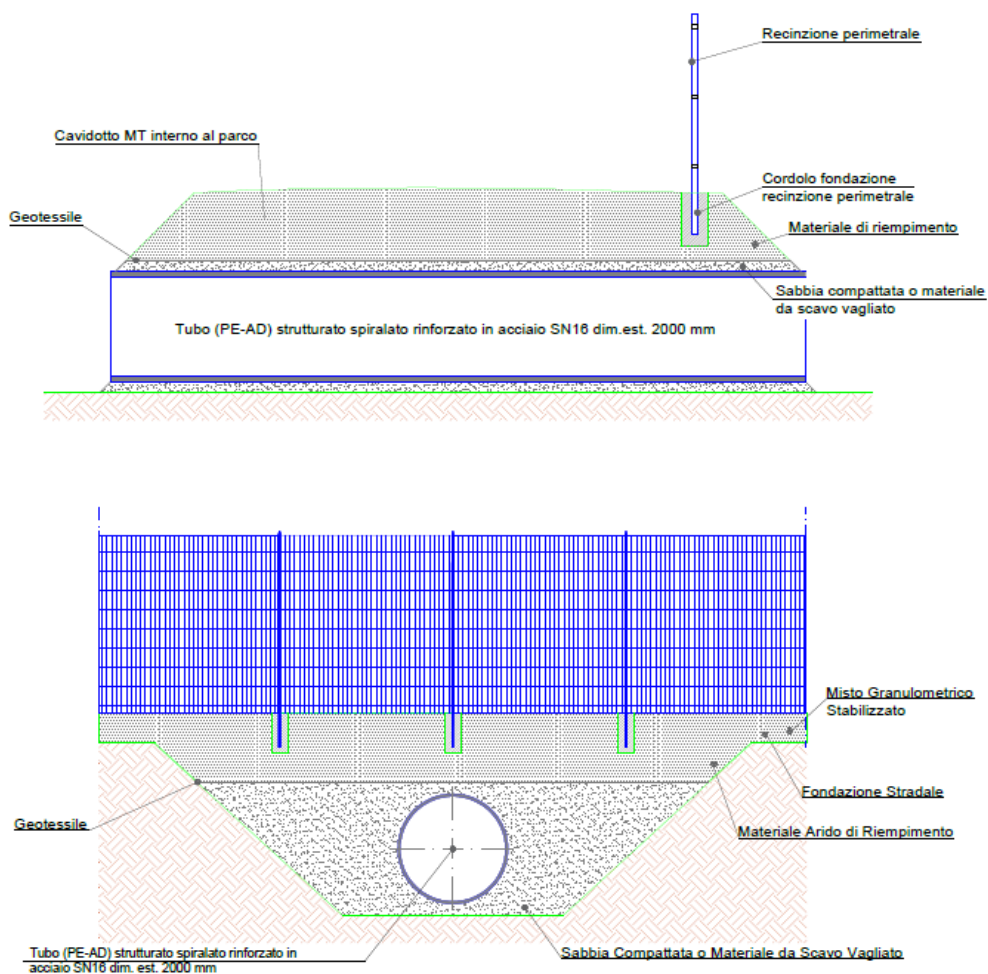 Recinzione perimetrale
Cavidotto MT interno al parco
Cordolo fondazione
recinzione perimetrale
Geotessile
Materiale di riempimento
Sabbia compattata o materiale
da scavo vagliato
Tubo (PE-AD) strutturato spiralato rinforzato in acciaio SN16 dim.est. 2000 mm
Misto Granulometrico
Stabilizzato
Fondazione Stradale
Geotessile
Materiale Arido di Riempimento
Tubo (PE-AD) strutturato spiralato rinforzato in
acciaio SN16 dim. est. 2000 mm
Sabbia Compattata o Materiale da Scavo Vagliato